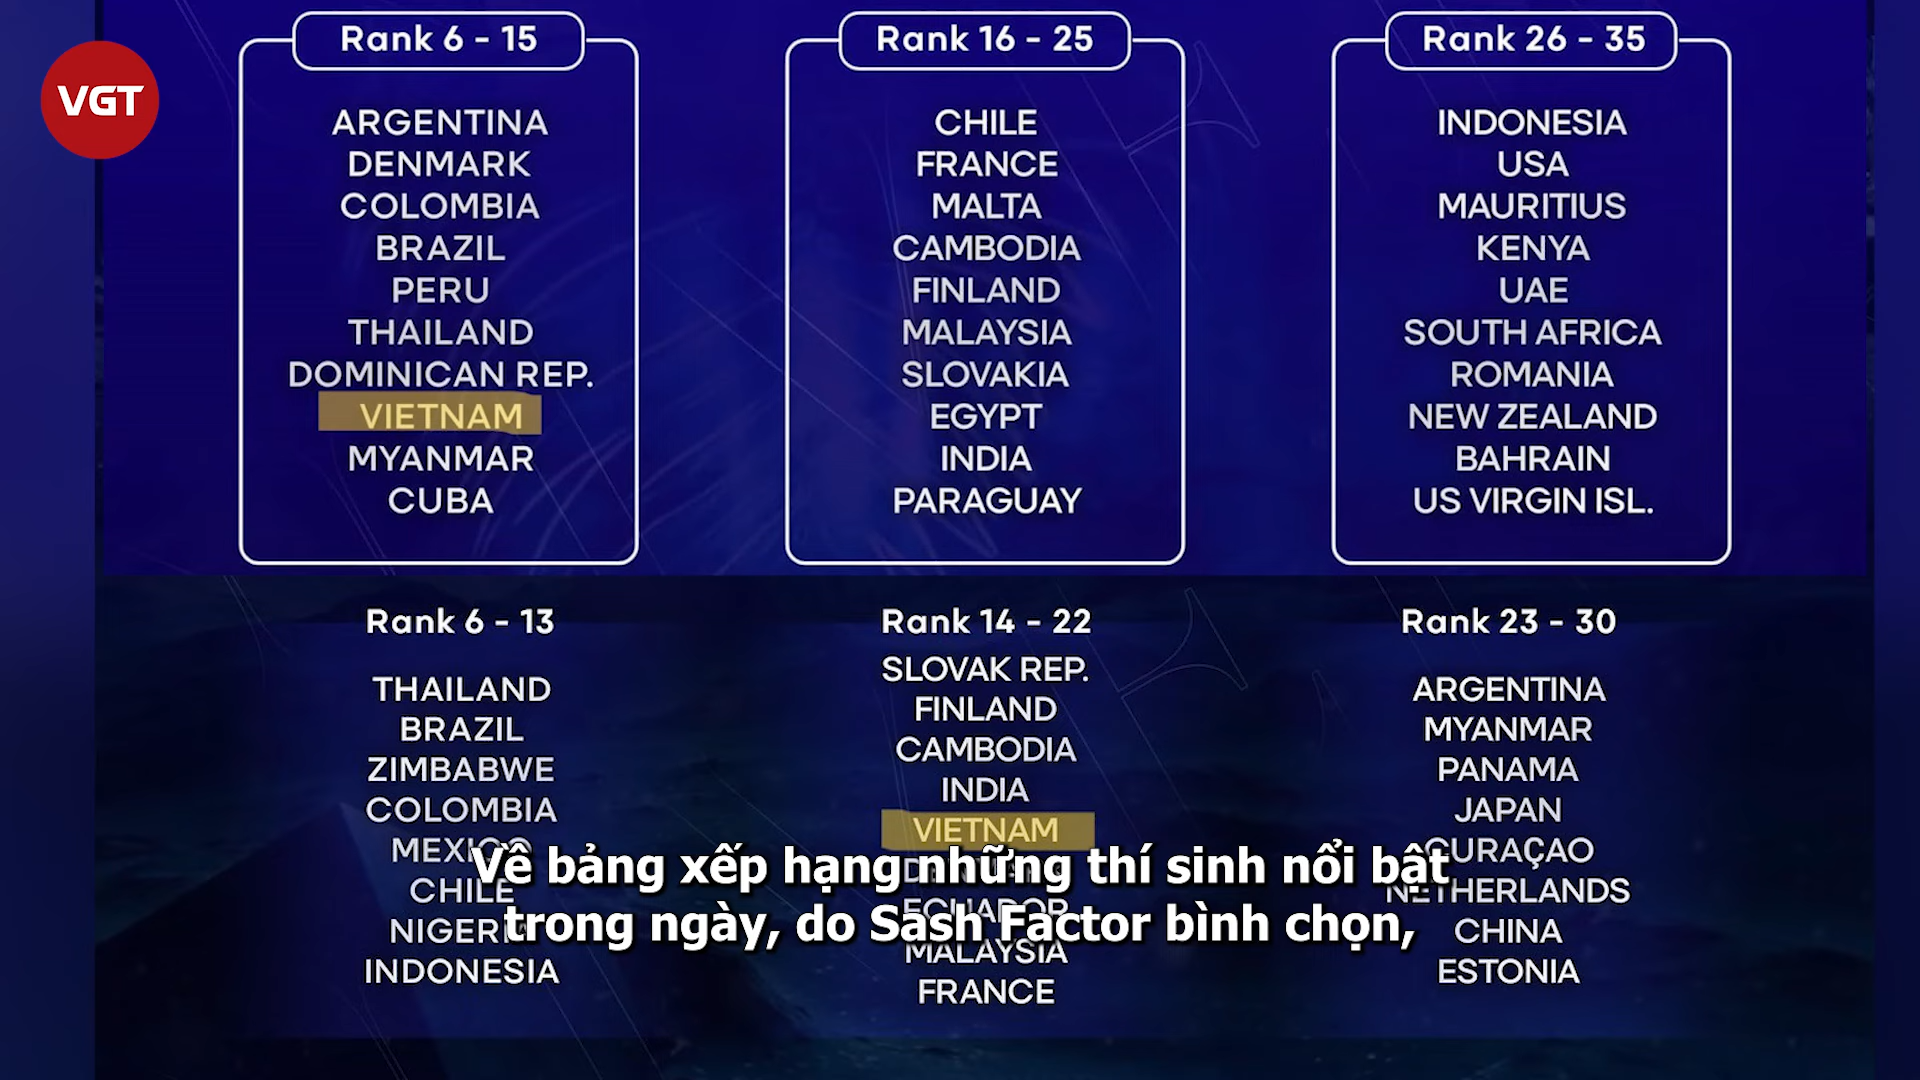 VGT
Rank 6 - 15
ARGENTINA
DENMARK
COLOMBIA
BRAZIL
PERU
THAILAND
DOMINICAN REP.
VIETNAM
MYANMAR
CUBA
Rank 16 - 25
CHILE
FRANCE
MALTA
CAMBODIA
FINLAND
MALAYSIA
SLOVAKIA
EGYPT
INDIA
PARAGUAY
Rank 26 - 35
INDONESIA
USA
MAURITIUS
KENYA
UAE
SOUTH AFRICA
ROMANIA
NEW ZEALAND
BAHRAIN
US VIRGIN ISL.
Rank 6 - 13
THAILAND
BRAZIL
ZIMBABWE
COLOMBIA
MEXICO
CHILE
NIGERIA
INDONESIA
Rank 14 - 22
SLOVAK REP.
FINLAND
CAMBODIA
INDIA
VIETNAM
ECUADOR
MALAYSIA
FRANCE
Rank 23 - 30
ARGENTINA
MYANMAR
PANAMA
JAPAN
CURAÇAO
NETHERLANDS
CHINA
ESTONIA
Về bảng xếp hạng những thí sinh nổi bật
trong ngày, do Sash Factor bình chọn,